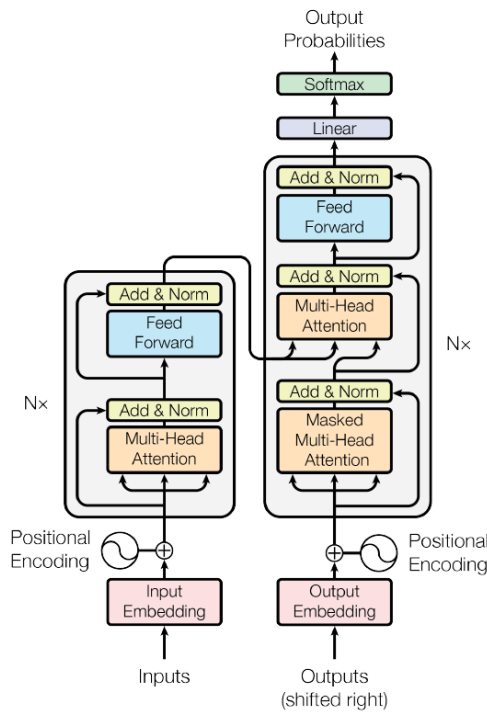 Output
Probabilities
Softmax
Linear
Add & Norm
Feed
Forward
Add & Norm
Multi-Head
Attention
N×
Add & Norm
Masked
Multi-Head
Attention
Positional
Encoding
Output
Embedding
Outputs
(shifted right)
Add & Norm
Feed
Forward
N×
Add & Norm
Multi-Head
Attention
Positional
Encoding
Input
Embedding
Inputs